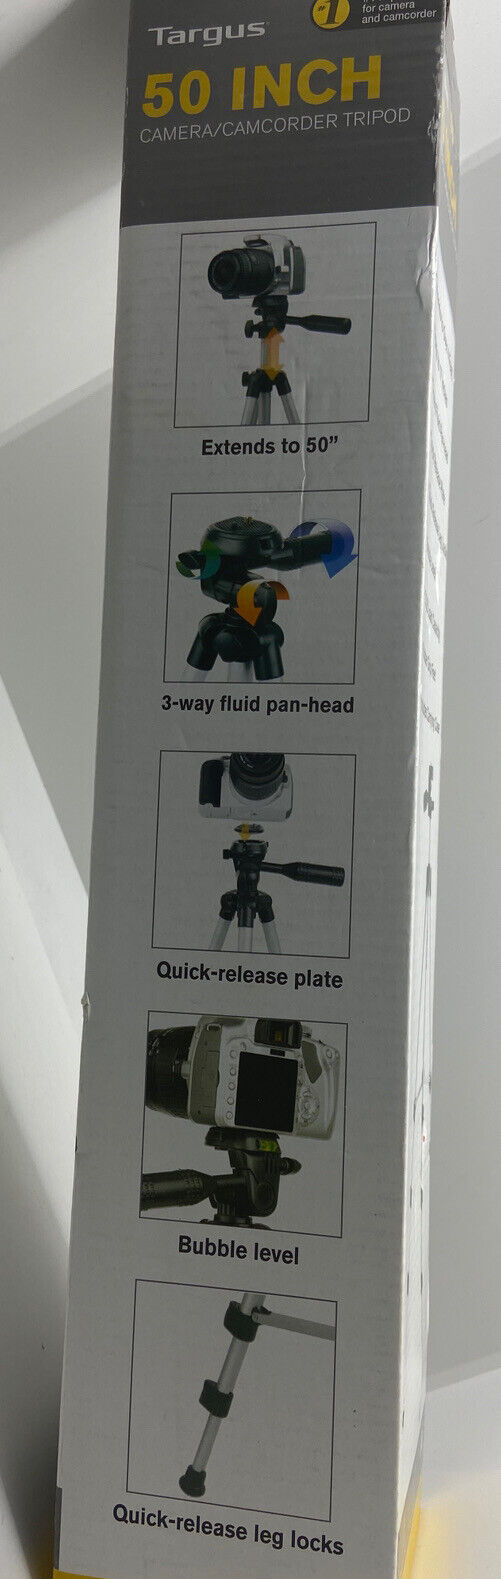 #1
for camera
and camcorder
Targus
50 INCH
CAMERA/CAMCORDER TRIPOD
Extends to 50”
3-way fluid pan-head
Quick-release plate
Bubble level
Quick-release leg locks